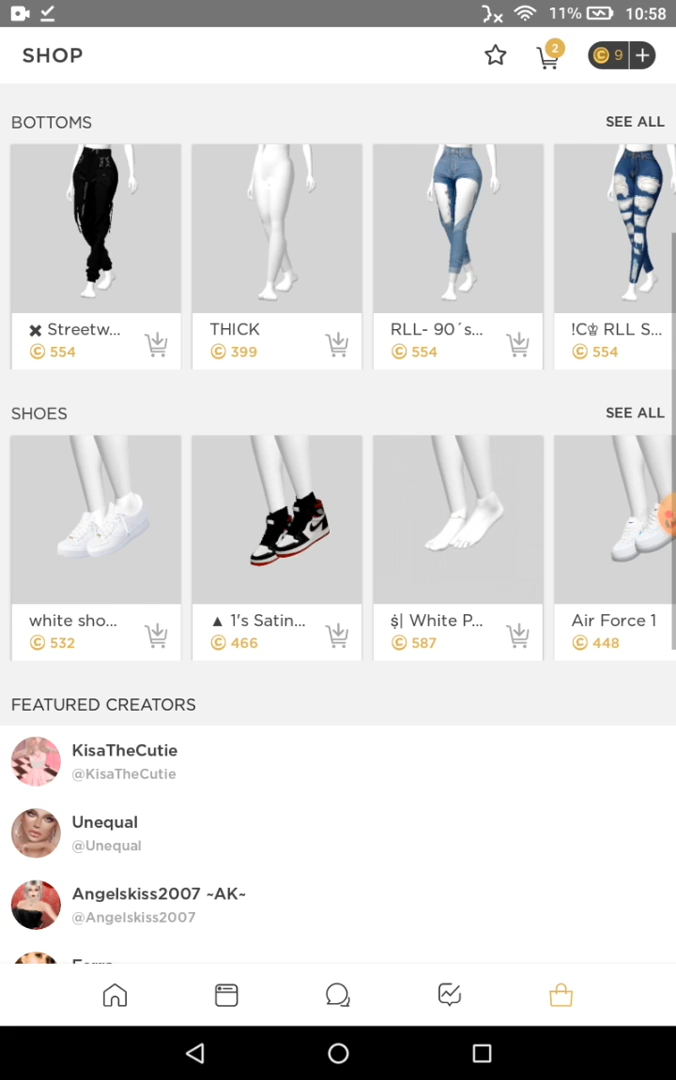 11% 10:58
SHOP 2 9 +
BOTTOMS SEE ALL
✖ Streetw... THICK RLL- 90´s... !C♔ RLL S...
© 554 © 399 © 554 © 554
SHOES SEE ALL
white sho... ▲ 1's Satin... ṩ| White P... Air Force 1
© 532 © 466 © 587 © 448
FEATURED CREATORS
KisaTheCutie
@KisaTheCutie
Unequal
@Unequal
Angelskiss2007 ~AK~
@Angelskiss2007